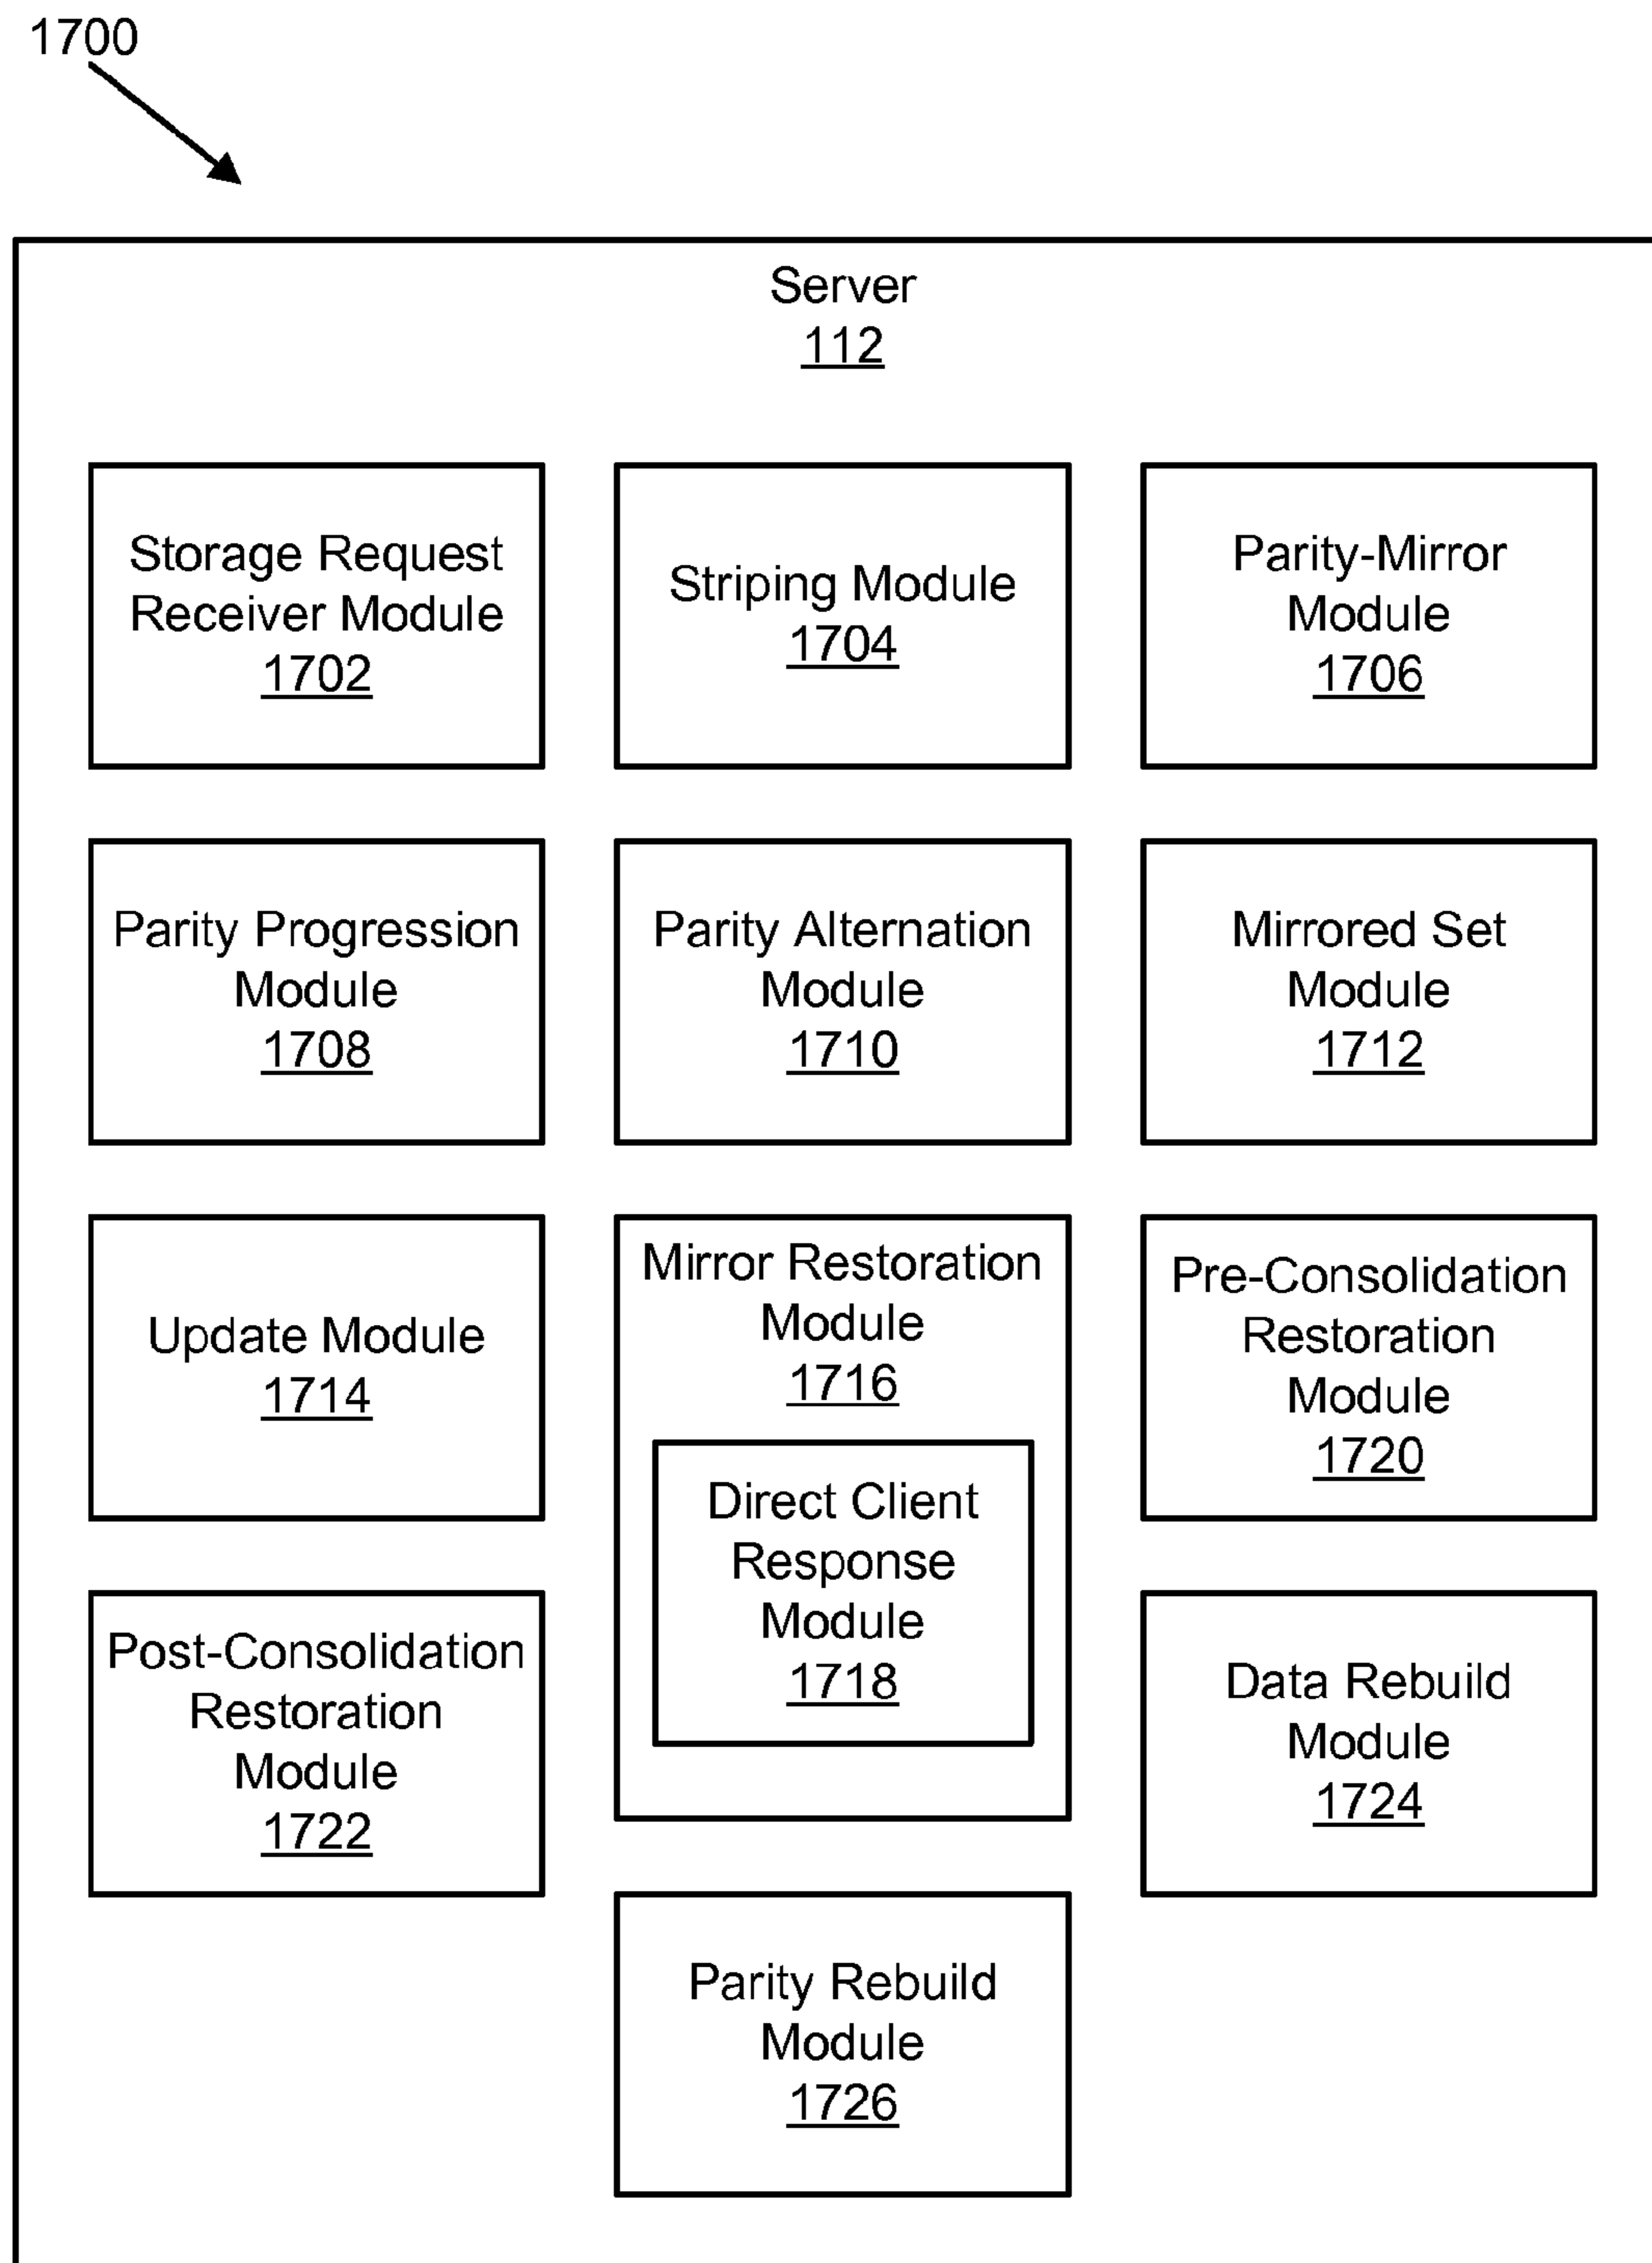 1700
Server
112
Storage Request
Receiver Module
1702
Striping Module
1704
Parity-Mirror
Module
1706
Parity Progression
Module
1708
Parity Alternation
Module
1710
Mirrored Set
Module
1712
Update Module
1714
Mirror Restoration
Module
1716
Direct Client
Response
Module
1718
Pre-Consolidation
Restoration
Module
1720
Post-Consolidation
Restoration
Module
1722
Data Rebuild
Module
1724
Parity Rebuild
Module
1726